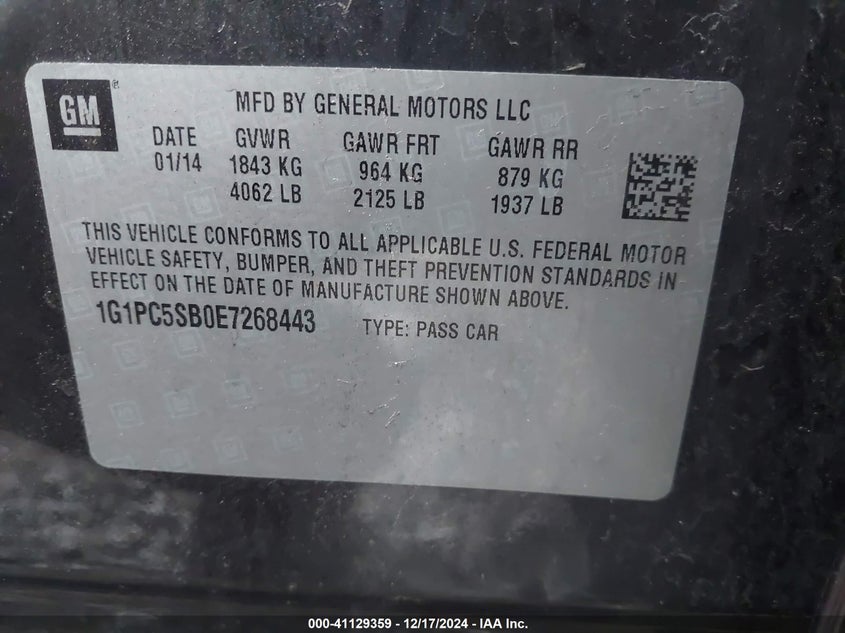 GM
MFD BY GENERAL MOTORS LLC
DATE GVWR GAWR FRT GAWR RR
01/14 1843 KG 964 KG 879 KG
4062 LB 2125 LB 1937 LB
THIS VEHICLE CONFORMS TO ALL APPLICABLE U.S. FEDERAL MOTOR
VEHICLE SAFETY, BUMPER, AND THEFT PREVENTION STANDARDS IN
EFFECT ON THE DATE OF MANUFACTURE SHOWN ABOVE.
1G1PC5SB0E7268443 TYPE: PASS CAR
000-41129359 - 12/17/2024 - IAA Inc.